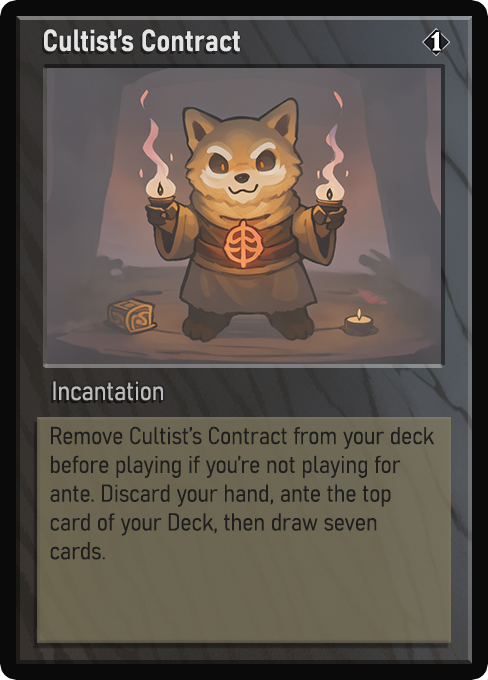 Cultist's Contract
1
Incantation
Remove Cultist's Contract from your deck
before playing if you're not playing for
ante. Discard your hand, ante the top
card of your Deck, then draw seven
cards.